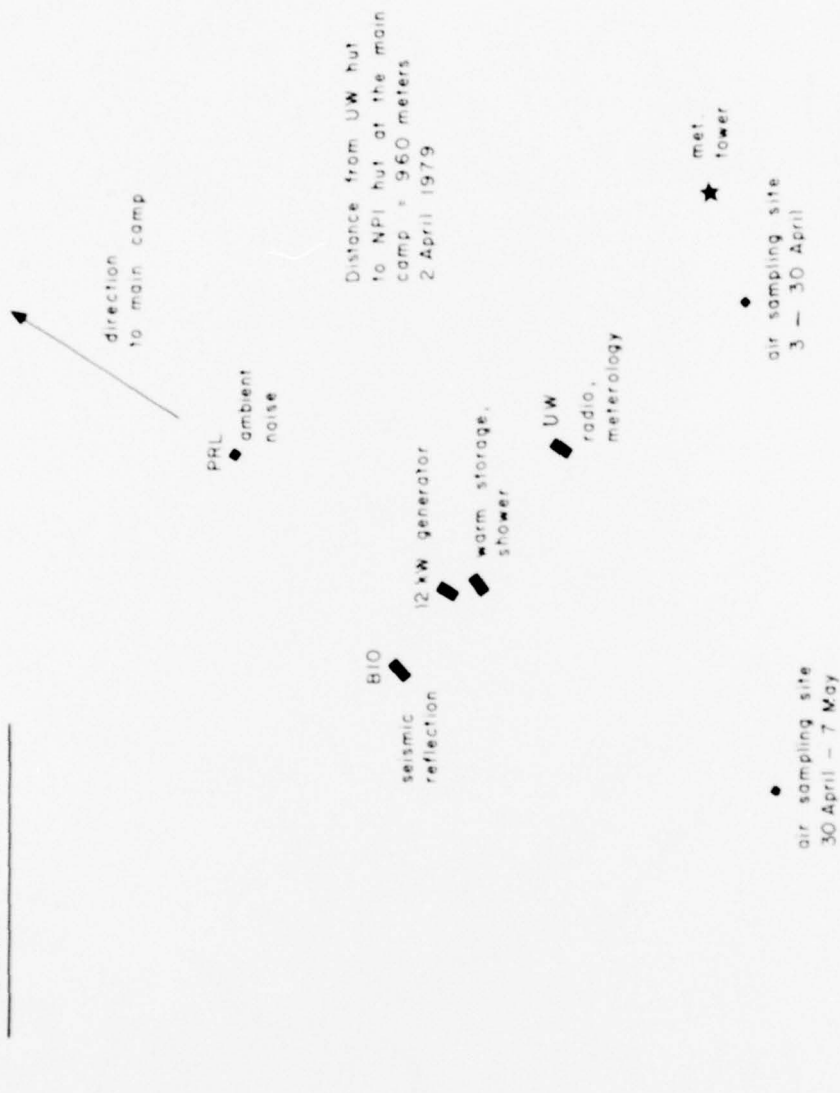 direction
to main camp
PRL
ambient
noise
Distance from UW hut
to NPI hut at the main
camp = 960 meters
2 April 1979
BIO
seismic
reflection
12 kW generator
warm storage,
shower
UW
radio,
meterology
met.
tower
air sampling site
3 — 30 April
air sampling site
30 April - 7 May